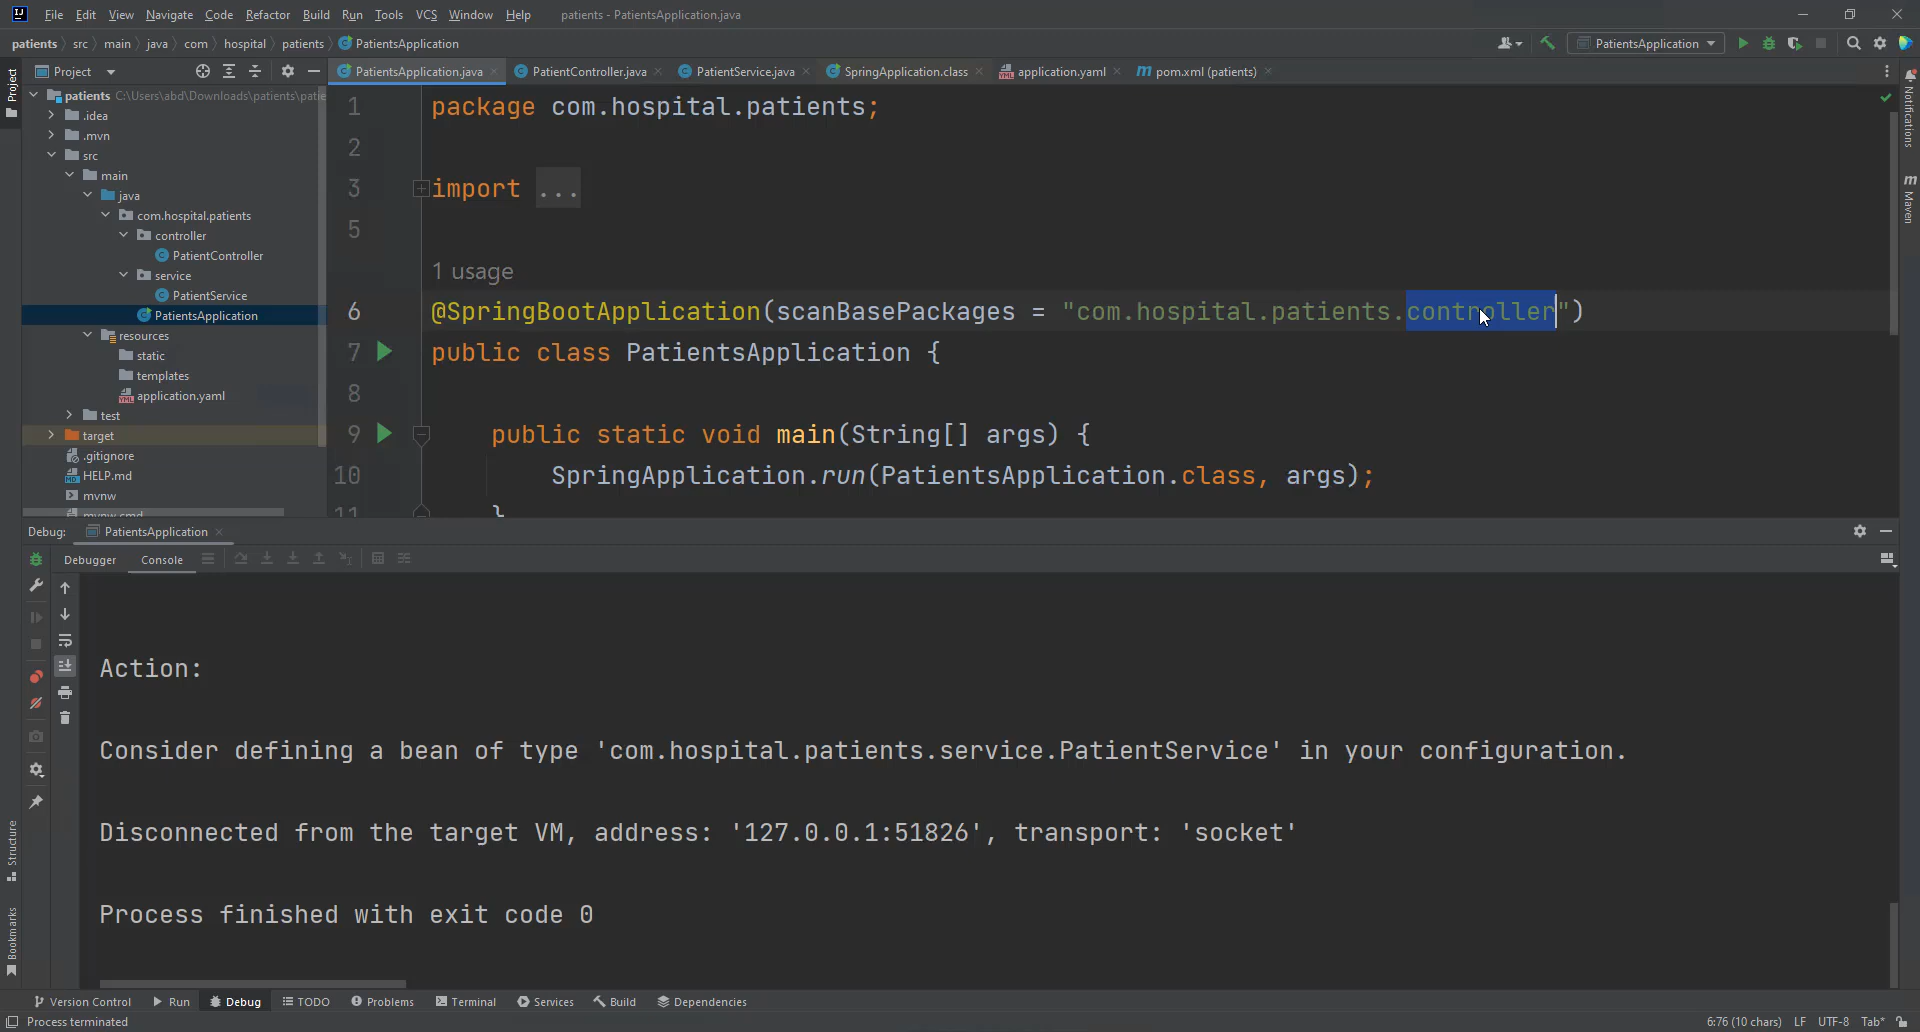 File Edit View Navigate Code Refactor Build Run Tools VCS Window Help patients - PatientsApplication.java
patients src main java com hospital patients PatientsApplication
PatientsApplication
Project
PatientsApplication.java PatientController.java PatientService.java SpringApplication.class application.yaml pom.xml (patients)
Project
patients C:\Users\abd\Downloads\patients\patie
.idea
.mvn
src
main
java
com.hospital.patients
controller
PatientController
service
PatientService
PatientsApplication
resources
static
templates
application.yaml
test
target
.gitignore
HELP.md
mvnw
mvnw.cmd
1 package com.hospital.patients;
2
3 import ...
5
1 usage
6 @SpringBootApplication(scanBasePackages = "com.hospital.patients.controller")
7 public class PatientsApplication {
8
9 public static void main(String[] args) {
10 SpringApplication.run(PatientsApplication.class, args);
11 }
Notifications
Maven
Debug: PatientsApplication
Debugger Console
Action:
Consider defining a bean of type 'com.hospital.patients.service.PatientService' in your configuration.
Disconnected from the target VM, address: '127.0.0.1:51826', transport: 'socket'
Process finished with exit code 0
Structure
Bookmarks
Version Control Run Debug TODO Problems Terminal Services Build Dependencies
Process terminated 6:76 (10 chars) LF UTF-8 Tab*